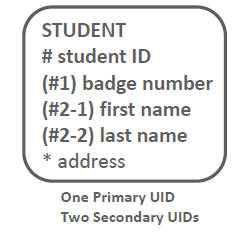 STUDENT
# student ID
(#1) badge number
(#2-1) first name
(#2-2) last name
* address
One Primary UID
Two Secondary UIDs